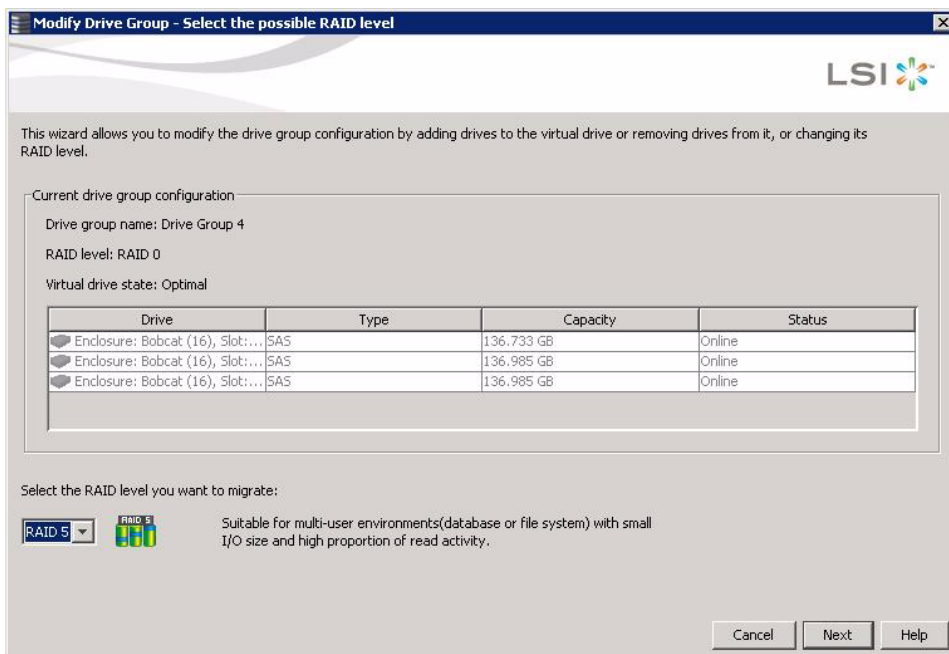 Modify Drive Group - Select the possible RAID level
LSI™
This wizard allows you to modify the drive group configuration by adding drives to the virtual drive or removing drives from it, or changing its
RAID level.
Current drive group configuration
Drive group name: Drive Group 4
RAID level: RAID 0
Virtual drive state: Optimal
Drive Type Capacity Status
Enclosure: Bobcat (16), Slot:... SAS 136.733 GB Online
Enclosure: Bobcat (16), Slot:... SAS 136.985 GB Online
Enclosure: Bobcat (16), Slot:... SAS 136.985 GB Online
Select the RAID level you want to migrate:
RAID 5
RAID 5
Suitable for multi-user environments(database or file system) with small
I/O size and high proportion of read activity.
Cancel Next Help